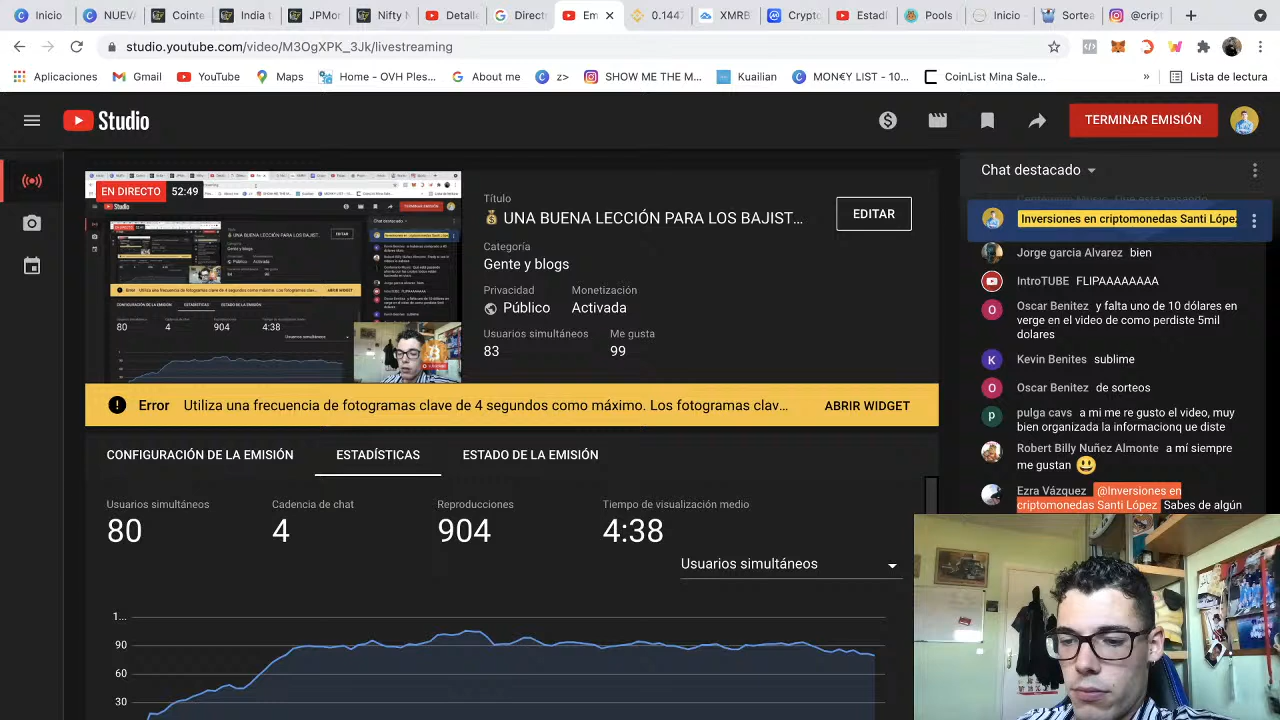 Inicio
NUEVA
Index
JPMor
Nifty N
Detalle
Directo
Em
0.1447
XMRB
Crypto
Estadí
Pools
Inicio
Sortea
@cript
studio.youtube.com/video/M3OgXPK_3Jk/livestreaming
Aplicaciones
Gmail
YouTube
Maps
Home - OVH Ples...
About me
z>
SHOW ME THE M...
Kuailian
MON€Y LIST - 10...
CoinList Mina Sale...
»
Lista de lectura
Studio
TERMINAR EMISIÓN
EN DIRECTO 52:49
Título
UNA BUENA LECCIÓN PARA LOS BAJIST...
EDITAR
Categoría
Gente y blogs
Privacidad Monetización
Público Activada
Usuarios simultáneos Me gusta
83 99
Error Utiliza una frecuencia de fotogramas clave de 4 segundos como máximo. Los fotogramas clav... ABRIR WIDGET
CONFIGURACIÓN DE LA EMISIÓN ESTADÍSTICAS ESTADO DE LA EMISIÓN
Usuarios simultáneos Cadencia de chat Reproducciones Tiempo de visualización medio
80 4 904 4:38
Usuarios simultáneos
1...
90
60
30
Chat destacado
Inversiones en criptomonedas Santi López
Jorge garcia Alvarez bien
IntroTUBE FLIPAAAAAAAA
Oscar Benitez y falta uno de 10 dólares en
verge en el video de como perdiste 5mil
dolares
Kevin Benites sublime
Oscar Benitez de sorteos
pulga cavs a mi me re gusto el video, muy
bien organizada la informacionq ue diste
Robert Billy Nuñez Almonte a mí siempre
me gustan
Ezra Vázquez @Inversiones en
criptomonedas Santi López Sabes de algún